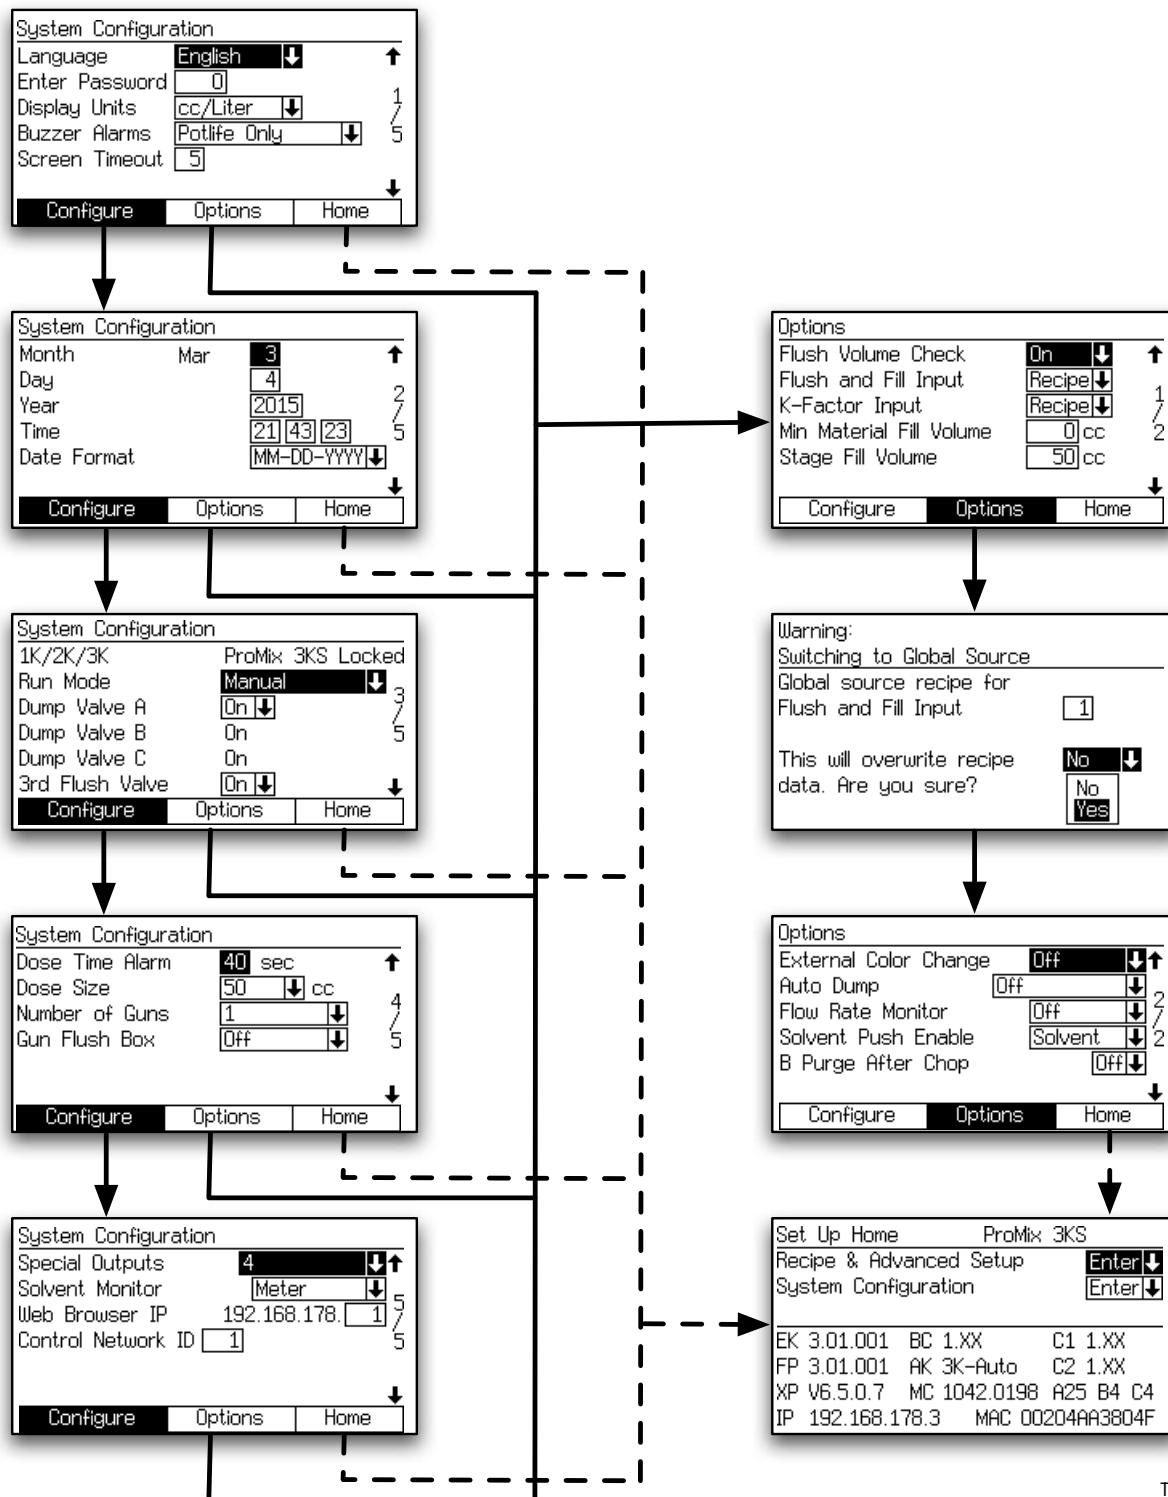 System Configuration
Language English
Enter Password 0
Display Units cc/Liter
Buzzer Alarms Potlife Only
Screen Timeout 5
1/5
Configure Options Home
System Configuration
Month Mar 3
Day 4
Year 2015
Time 21 43 23
Date Format MM-DD-YYYY
2/5
Configure Options Home
System Configuration
1K/2K/3K ProMix 3KS Locked
Run Mode Manual
Dump Valve A On
Dump Valve B On
Dump Valve C On
3rd Flush Valve On
3/5
Configure Options Home
System Configuration
Dose Time Alarm 40 sec
Dose Size 50 cc
Number of Guns 1
Gun Flush Box Off
4/5
Configure Options Home
System Configuration
Special Outputs 4
Solvent Monitor Meter
Web Browser IP 192.168.178. 1
Control Network ID 1
5/5
Configure Options Home
Options
Flush Volume Check On
Flush and Fill Input Recipe
K-Factor Input Recipe
Min Material Fill Volume 0 cc
Stage Fill Volume 50 cc
1/2
Configure Options Home
Warning:
Switching to Global Source
Global source recipe for
Flush and Fill Input 1
This will overwrite recipe No
data. Are you sure? No
Yes
Options
External Color Change Off
Auto Dump Off
Flow Rate Monitor Off
Solvent Push Enable Solvent
B Purge After Chop Off
2/2
Configure Options Home
Set Up Home ProMix 3KS
Recipe & Advanced Setup Enter
System Configuration Enter
EK 3.01.001 BC 1.XX C1 1.XX
FP 3.01.001 AK 3K-Auto C2 1.XX
XP V6.5.0.7 MC 1042.0198 A25 B4 C4
IP 192.168.178.3 MAC 00204AA3804F